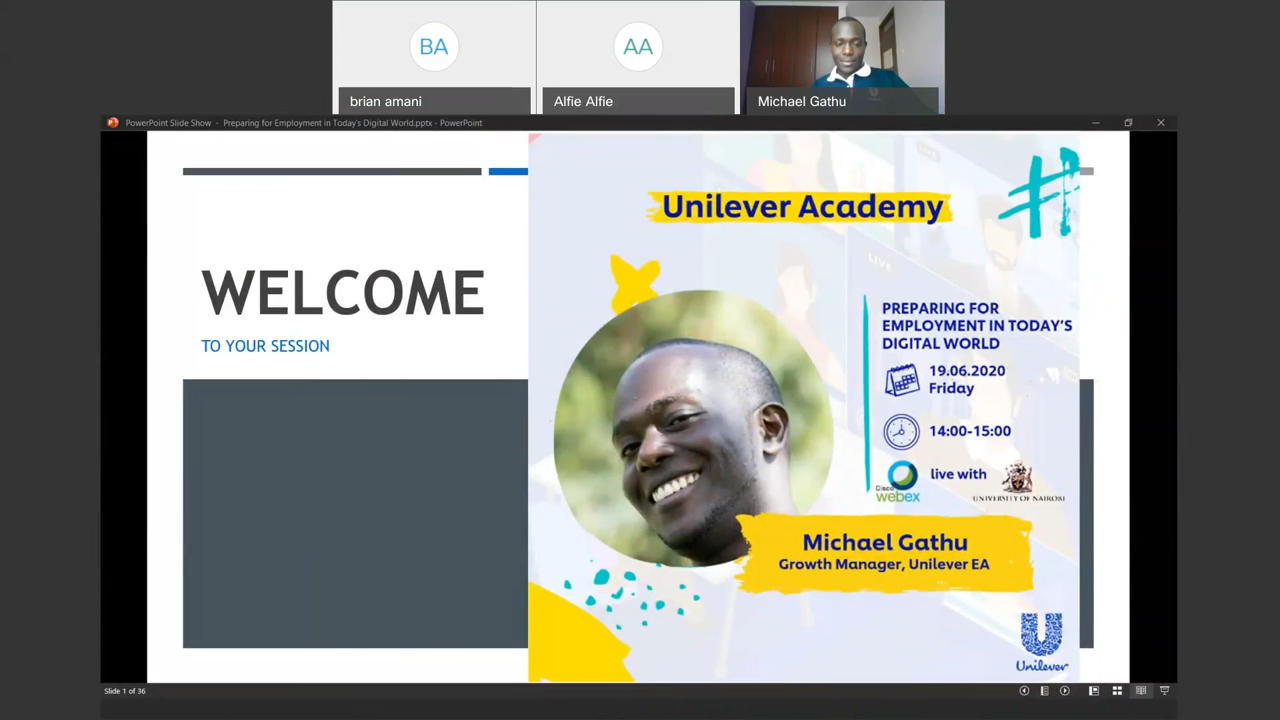 BA
AA
brian amani
Alfie Alfie
Michael Gathu
PowerPoint Slide Show - Preparing for Employment in Today's Digital World.pptx - PowerPoint
WELCOME
TO YOUR SESSION
Unilever Academy
LIVE
LIVE
PREPARING FOR
EMPLOYMENT IN TODAY'S
DIGITAL WORLD
19.06.2020
Friday
14:00-15:00
Cisco
webex
live with
UNIVERSITY OF NAIROBI
Michael Gathu
Growth Manager, Unilever EA
Unilever
Slide 1 of 36